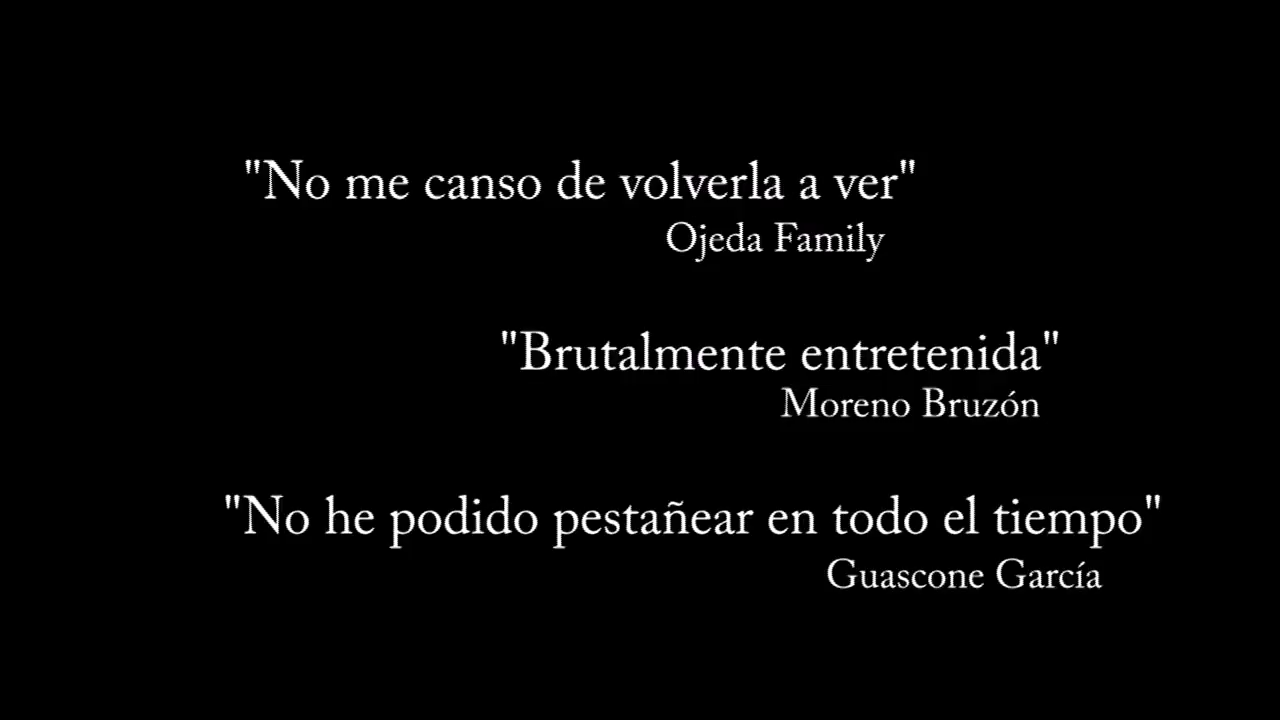 "No me canso de volverla a ver"
Ojeda Family
"Brutalmente entretenida"
Moreno Bruzón
"No he podido pestañear en todo el tiempo"
Guascone García